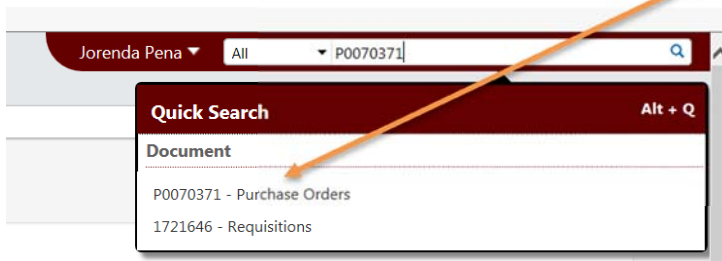 Jorenda Pena All P0070371
Quick Search Alt + Q
Document
P0070371 - Purchase Orders
1721646 - Requisitions